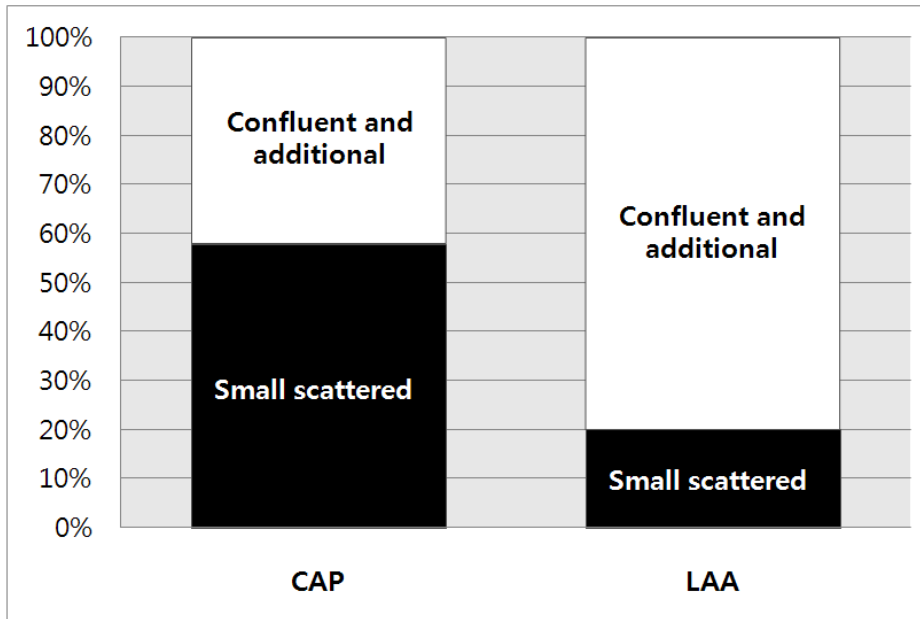 100%
90%
80%
70%
60%
50%
40%
30%
20%
10%
0%
Confluent and
additional
Small scattered
Confluent and
additional
Small scattered
CAP
LAA